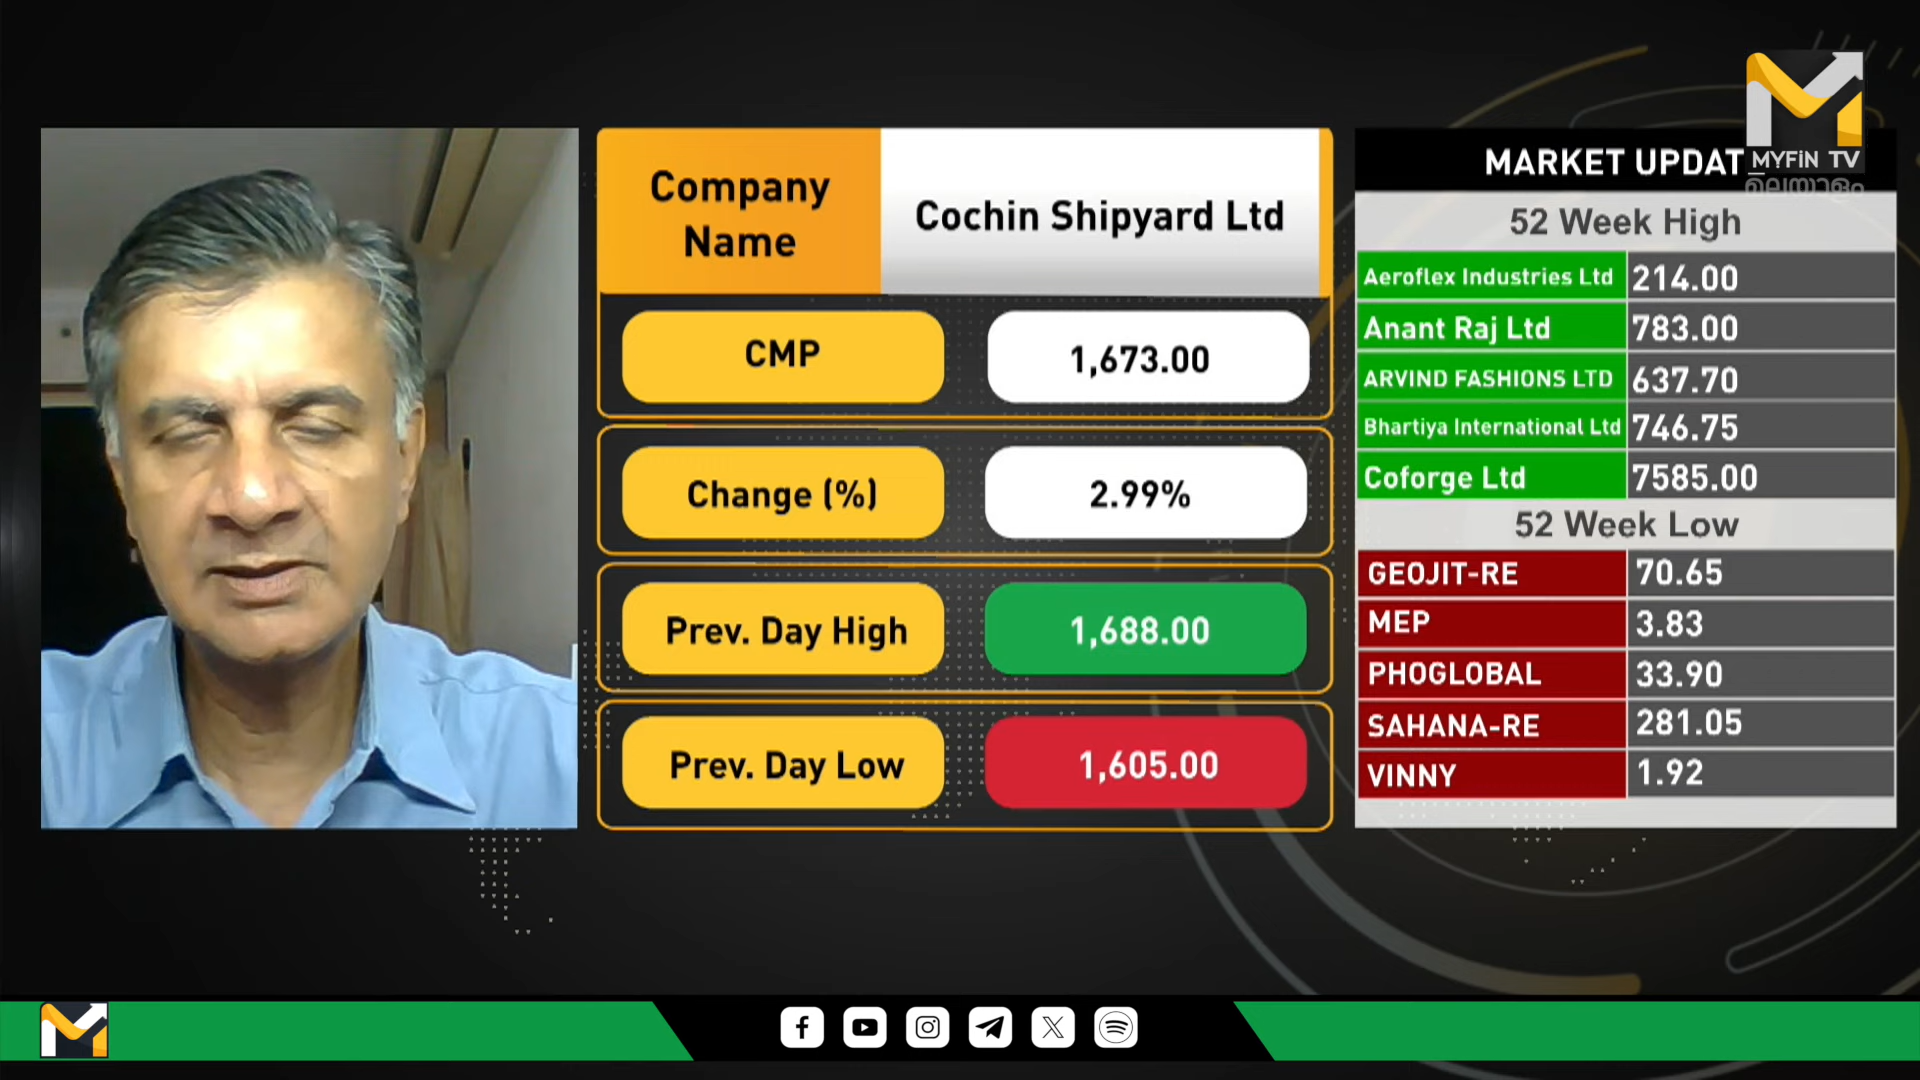 MYFiN TV
മലയാളം
Company
Name
Cochin Shipyard Ltd
CMP
1,673.00
Change (%)
2.99%
Prev. Day High
1,688.00
Prev. Day Low
1,605.00
MARKET UPDAT
52 Week High
Aeroflex Industries Ltd 214.00
Anant Raj Ltd 783.00
ARVIND FASHIONS LTD 637.70
Bhartiya International Ltd 746.75
Coforge Ltd 7585.00
52 Week Low
GEOJIT-RE 70.65
MEP 3.83
PHOGLOBAL 33.90
SAHANA-RE 281.05
VINNY 1.92